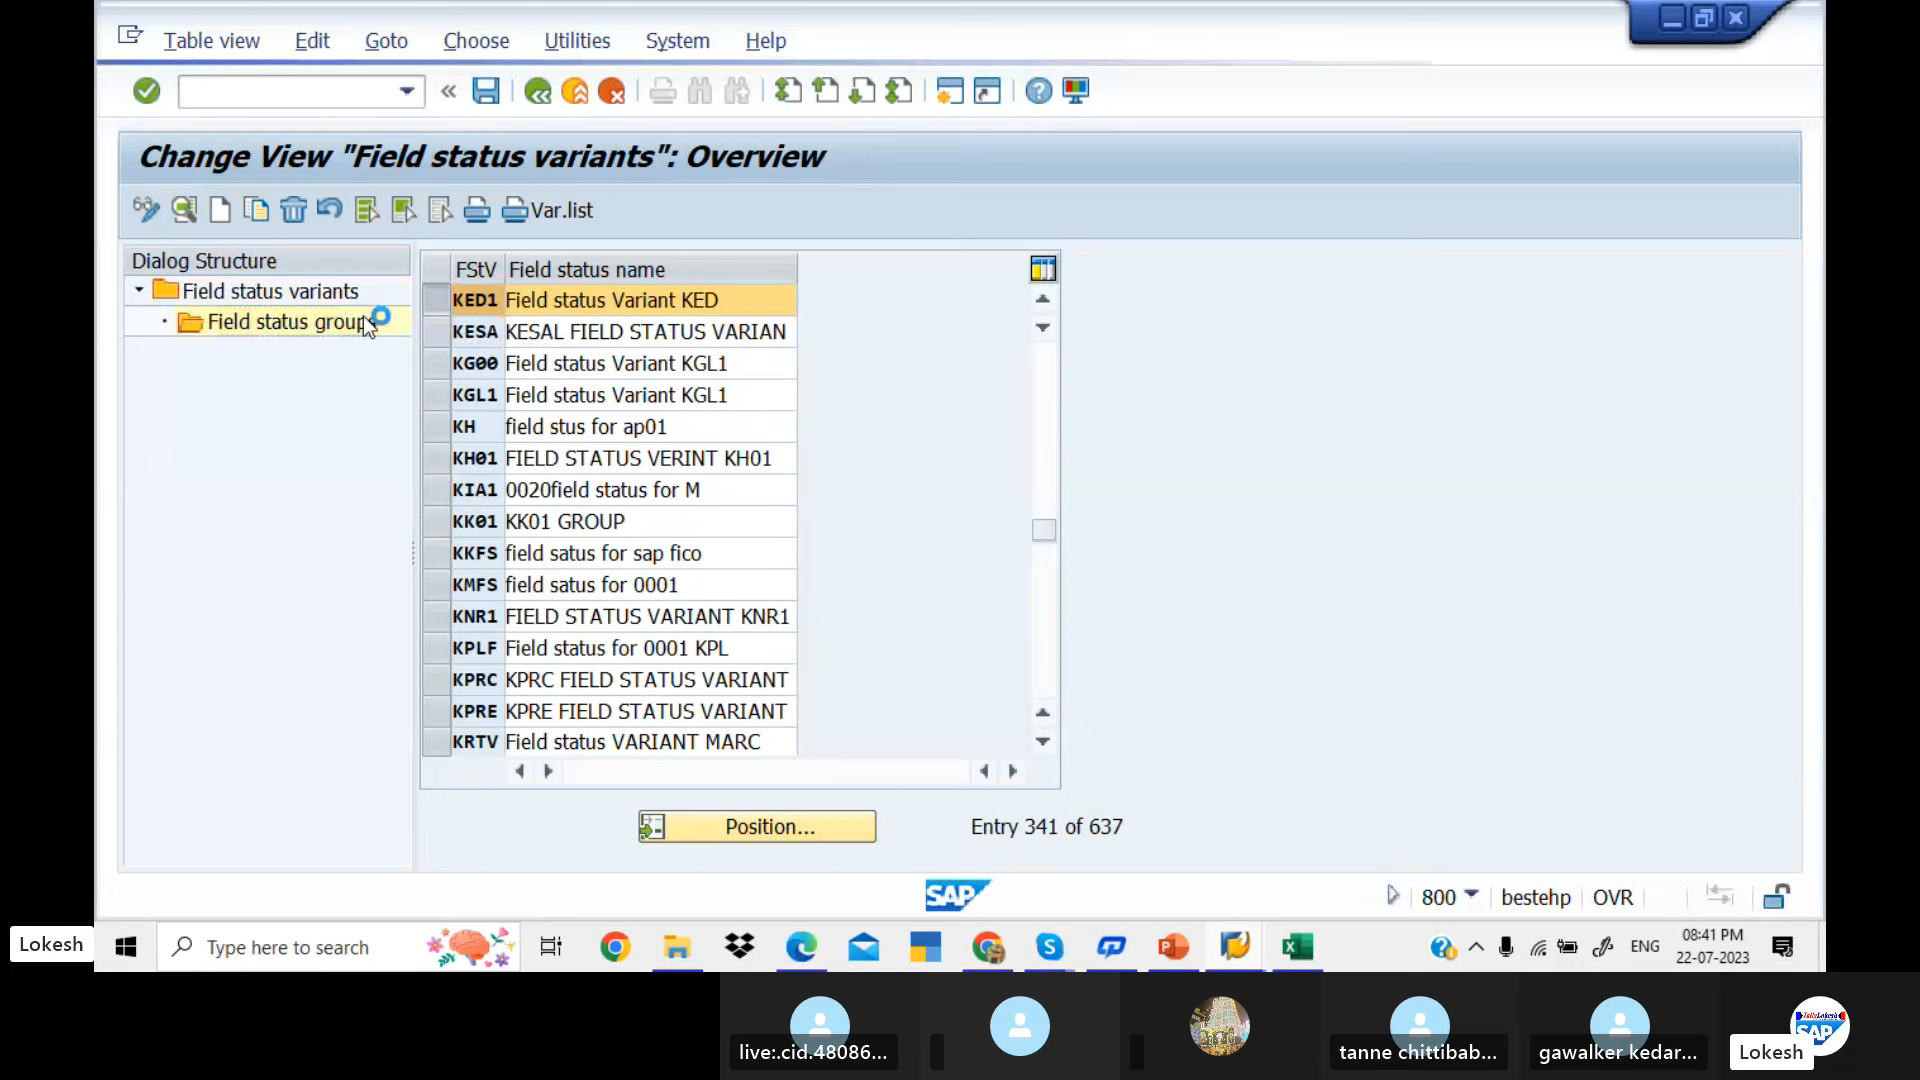 Table view Edit Goto Choose Utilities System Help
Change View "Field status variants": Overview
Var.list
Dialog Structure
Field status variants
Field status group
FStV Field status name
KED1 Field status Variant KED
KESA KESAL FIELD STATUS VARIAN
KG00 Field status Variant KGL1
KGL1 Field status Variant KGL1
KH field stus for ap01
KH01 FIELD STATUS VERINT KH01
KIA1 0020field status for M
KK01 KK01 GROUP
KKFS field satus for sap fico
KMFS field satus for 0001
KNR1 FIELD STATUS VARIANT KNR1
KPLF Field status for 0001 KPL
KPRC KPRC FIELD STATUS VARIANT
KPRE KPRE FIELD STATUS VARIANT
KRTV Field status VARIANT MARC
Position... Entry 341 of 637
SAP
800 bestehp OVR
Lokesh
Type here to search
ENG
08:41 PM
22-07-2023
live:.cid.48086...
tanne chittibab...
gawalker kedar...
Lokesh
SAP